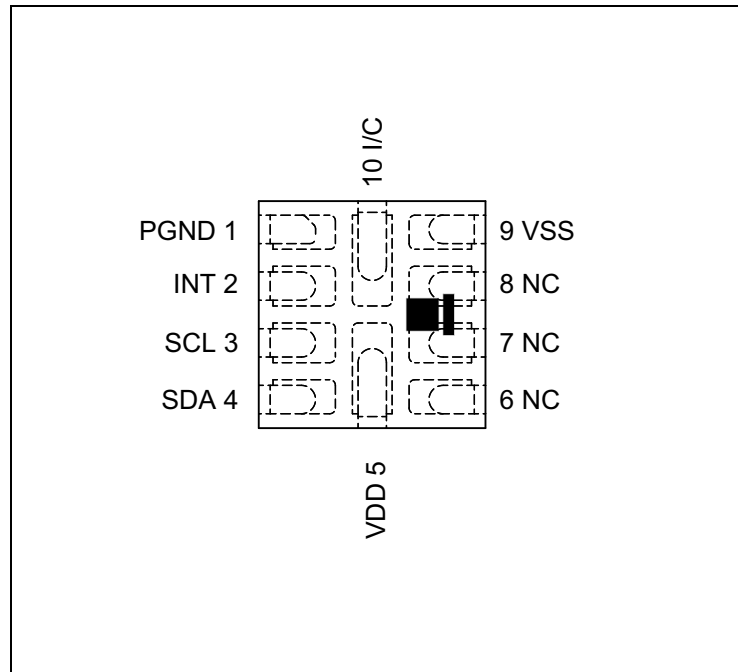 10 I/C
PGND 1
9 VSS
INT 2
8 NC
SCL 3
7 NC
SDA 4
6 NC
VDD 5